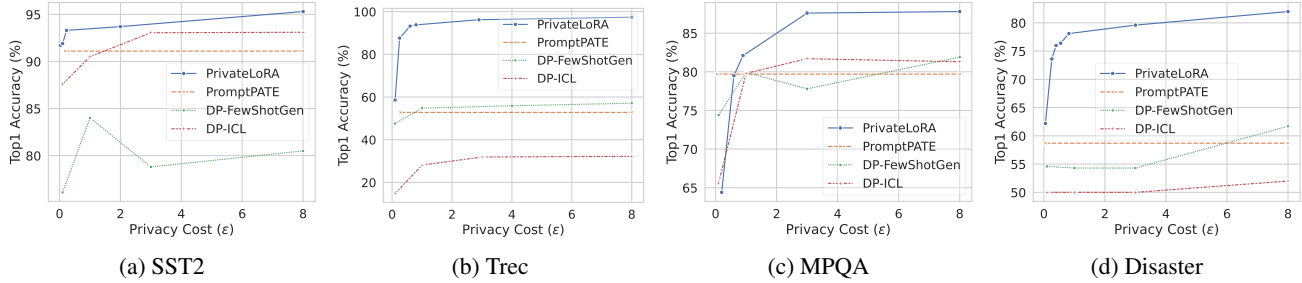 95
90
85
80
Top1 Accuracy (%)
PrivateLoRA
PromptPATE
DP-FewShotGen
DP-ICL
0
2
4
6
8
Privacy Cost (ε)
(a) SST2
100
80
60
40
20
Top1 Accuracy (%)
PrivateLoRA
PromptPATE
DP-FewShotGen
DP-ICL
0
2
4
6
8
Privacy Cost (ε)
(b) Trec
85
80
75
70
65
Top1 Accuracy (%)
PrivateLoRA
PromptPATE
DP-FewShotGen
DP-ICL
0
2
4
6
8
Privacy Cost (ε)
(c) MPQA
80
75
70
65
60
55
50
Top1 Accuracy (%)
PrivateLoRA
PromptPATE
DP-FewShotGen
DP-ICL
0
2
4
6
8
Privacy Cost (ε)
(d) Disaster